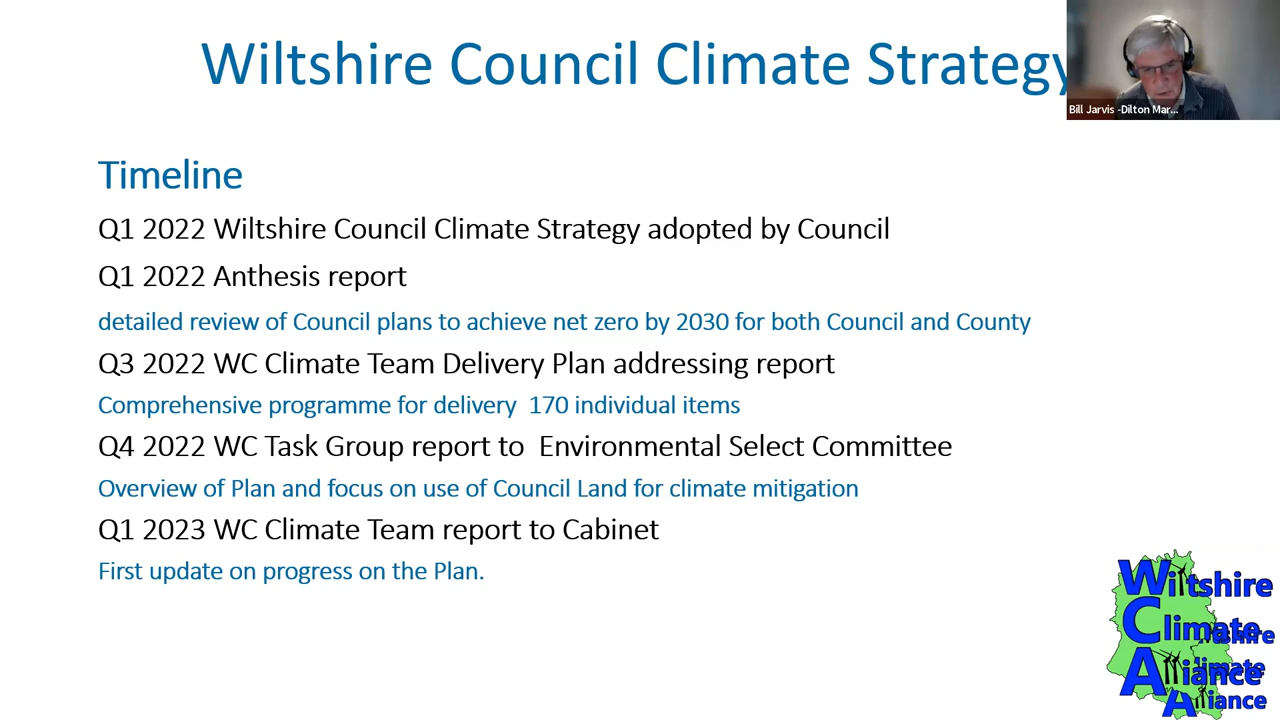 Wiltshire Council Climate Strategy
Bill Jarvis -Dilton Mar...
Timeline
Q1 2022 Wiltshire Council Climate Strategy adopted by Council
Q1 2022 Anthesis report
detailed review of Council plans to achieve net zero by 2030 for both Council and County
Q3 2022 WC Climate Team Delivery Plan addressing report
Comprehensive programme for delivery 170 individual items
Q4 2022 WC Task Group report to Environmental Select Committee
Overview of Plan and focus on use of Council Land for climate mitigation
Q1 2023 WC Climate Team report to Cabinet
First update on progress on the Plan.
Wiltshire
Climate
Alliance